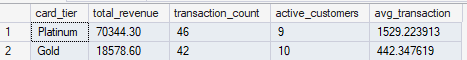 card_tier total_revenue transaction_count active_customers avg_transaction
1 Platinum 70344.30 46 9 1529.223913
2 Gold 18578.60 42 10 442.347619